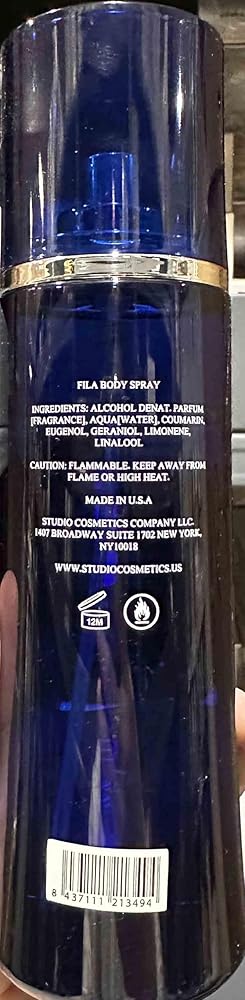 FILA BODY SPRAY
INGREDIENTS: ALCOHOL DENAT. PARFUM
[FRAGRANCE], AQUA[WATER], COUMARIN,
EUGENOL, GERANIOL, LIMONENE,
LINALOOL.
CAUTION: FLAMMABLE. KEEP AWAY FROM
FLAME OR HIGH HEAT.
MADE IN U.S.A
STUDIO COSMETICS COMPANY LLC.
1407 BROADWAY SUITE 1702 NEW YORK,
NY10018
WWW.STUDIOCOSMETICS.US
12M
8 437111 213494